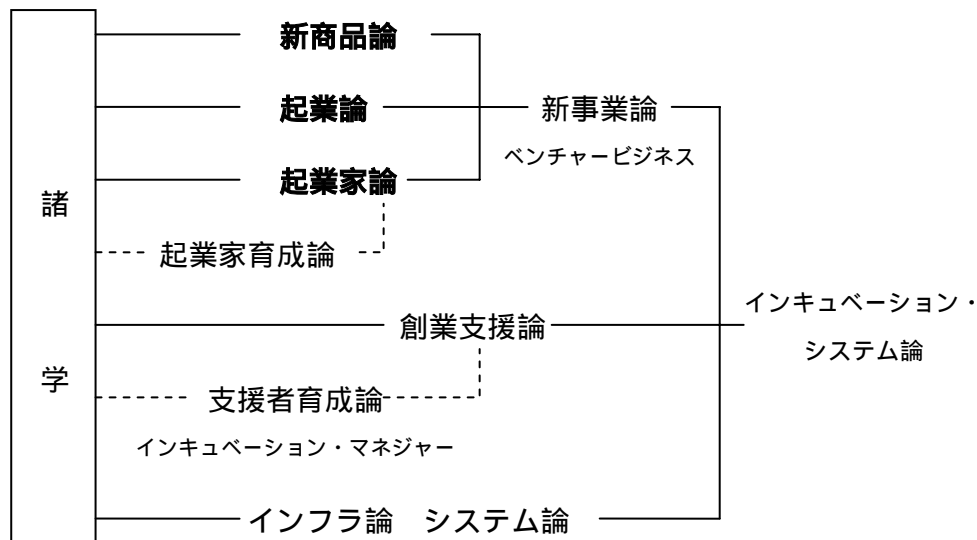 新商品論
起業論
新事業論
ベンチャービジネス
起業家論
諸
起業家育成論
インキュベーション・
創業支援論
システム論
学
支援者育成論
インキュベーション・マネジャー
インフラ論 システム論